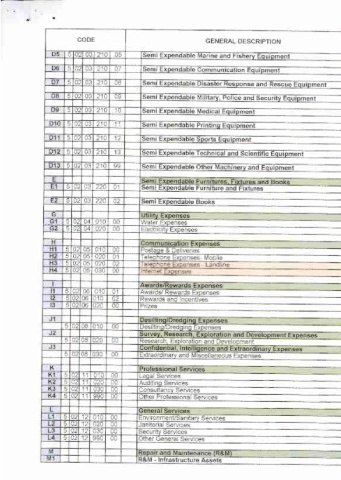 CODE GENERAL DESCRIPTION
D5 5 02 03 210 05 Semi Expendable Marine and Fishery Equipment
D6 5 02 03 210 07 Semi Expendable Communication Equipment
D7 5 02 03 210 08 Semi Expendable Disaster Response and Rescue Equipment
D8 5 02 03 210 09 Semi Expendable Military, Police and Security Equipment
D9 5 02 03 210 10 Semi Expendable Medical Equipment
D10 5 02 03 210 11 Semi Expendable Printing Equipment
D11 5 02 03 210 12 Semi Expendable Sports Equipment
D12 5 02 03 210 13 Semi Expendable Technical and Scientific Equipment
D13 5 02 03 210 99 Semi Expendable Other Machinery and Equipment
E Semi Expendable Furnitures, Fixtures and Books
E1 5 02 03 220 01 Semi Expendable Furniture and Fixtures
E2 5 02 03 220 02 Semi Expendable Books
G Utility Expenses
G1 5 02 04 010 00 Water Expenses
G2 5 02 04 020 00 Electricity Expenses
H Communication Expenses
H1 5 02 05 010 00 Postage & Deliveries
H2 5 02 05 020 01 Telephone Expenses- Mobile
H3 5 02 05 020 02 Telephone Expenses - Landline
H4 5 02 05 030 00 Internet Expenses
I Awards/Rewards Expenses
I1 5 02 06 010 01 Awards/ Rewards Expenses
I2 5 02 06 010 02 Rewards and Incentives
I3 5 02 06 020 00 Prizes
J1 Desilting/Dredging Expenses
5 02 08 010 00 Desilting/Dredging Expenses
J2 Survey, Research, Exploration and Development Expenses
5 02 08 020 00 Research, Exploration and Development
J3 Confidential, Intelligence and Extraordinary Expenses
5 02 08 030 00 Extraordinary and Miscellaneous Expenses
K Professional Services
K1 5 02 11 010 00 Legal Services
K2 5 02 11 020 00 Auditing Services
K3 5 02 11 030 00 Consultancy Services
K4 5 02 11 990 00 Other Professional Services
L General Services
L1 5 02 12 010 00 Environment/Sanitary Services
L2 5 02 12 020 00 Janitorial Services
L3 5 02 12 030 00 Security Services
L4 5 02 12 990 00 Other General Services
M Repair and Maintenance (R&M)
M1 R&M - Infrastructure Assets